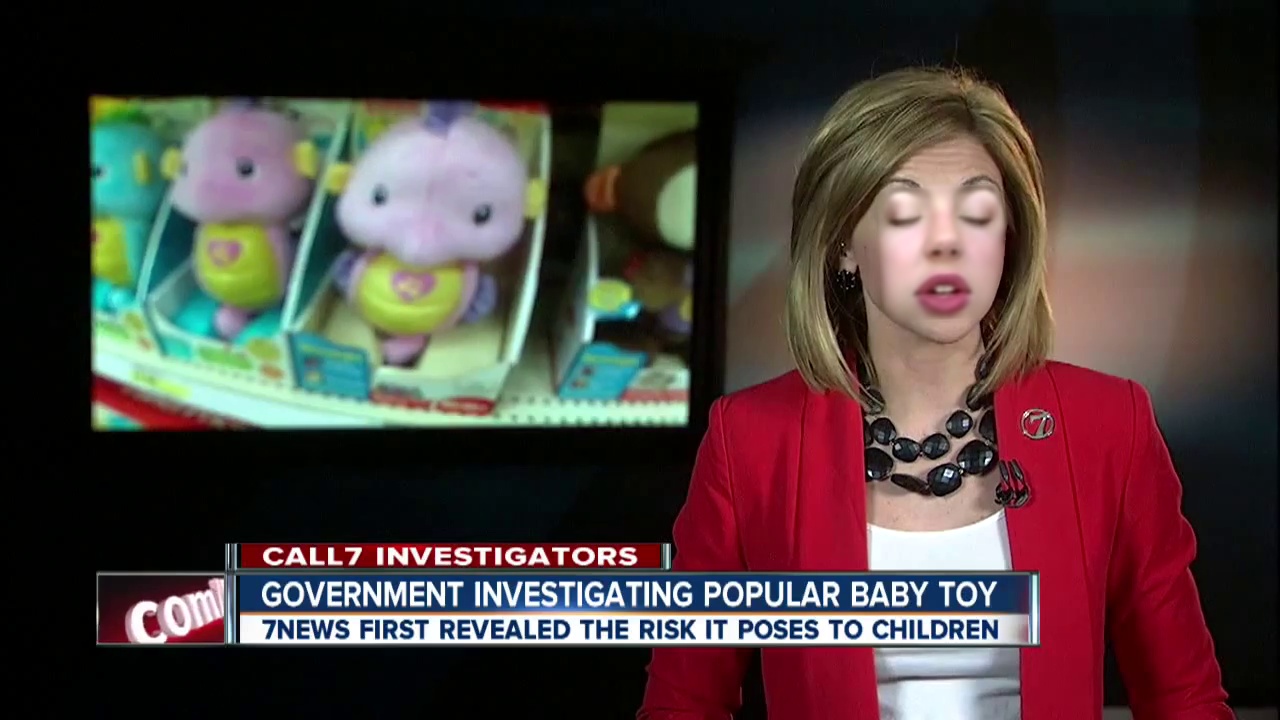 CALL7 INVESTIGATORS
GOVERNMENT INVESTIGATING POPULAR BABY TOY
7NEWS FIRST REVEALED THE RISK IT POSES TO CHILDREN
com
7